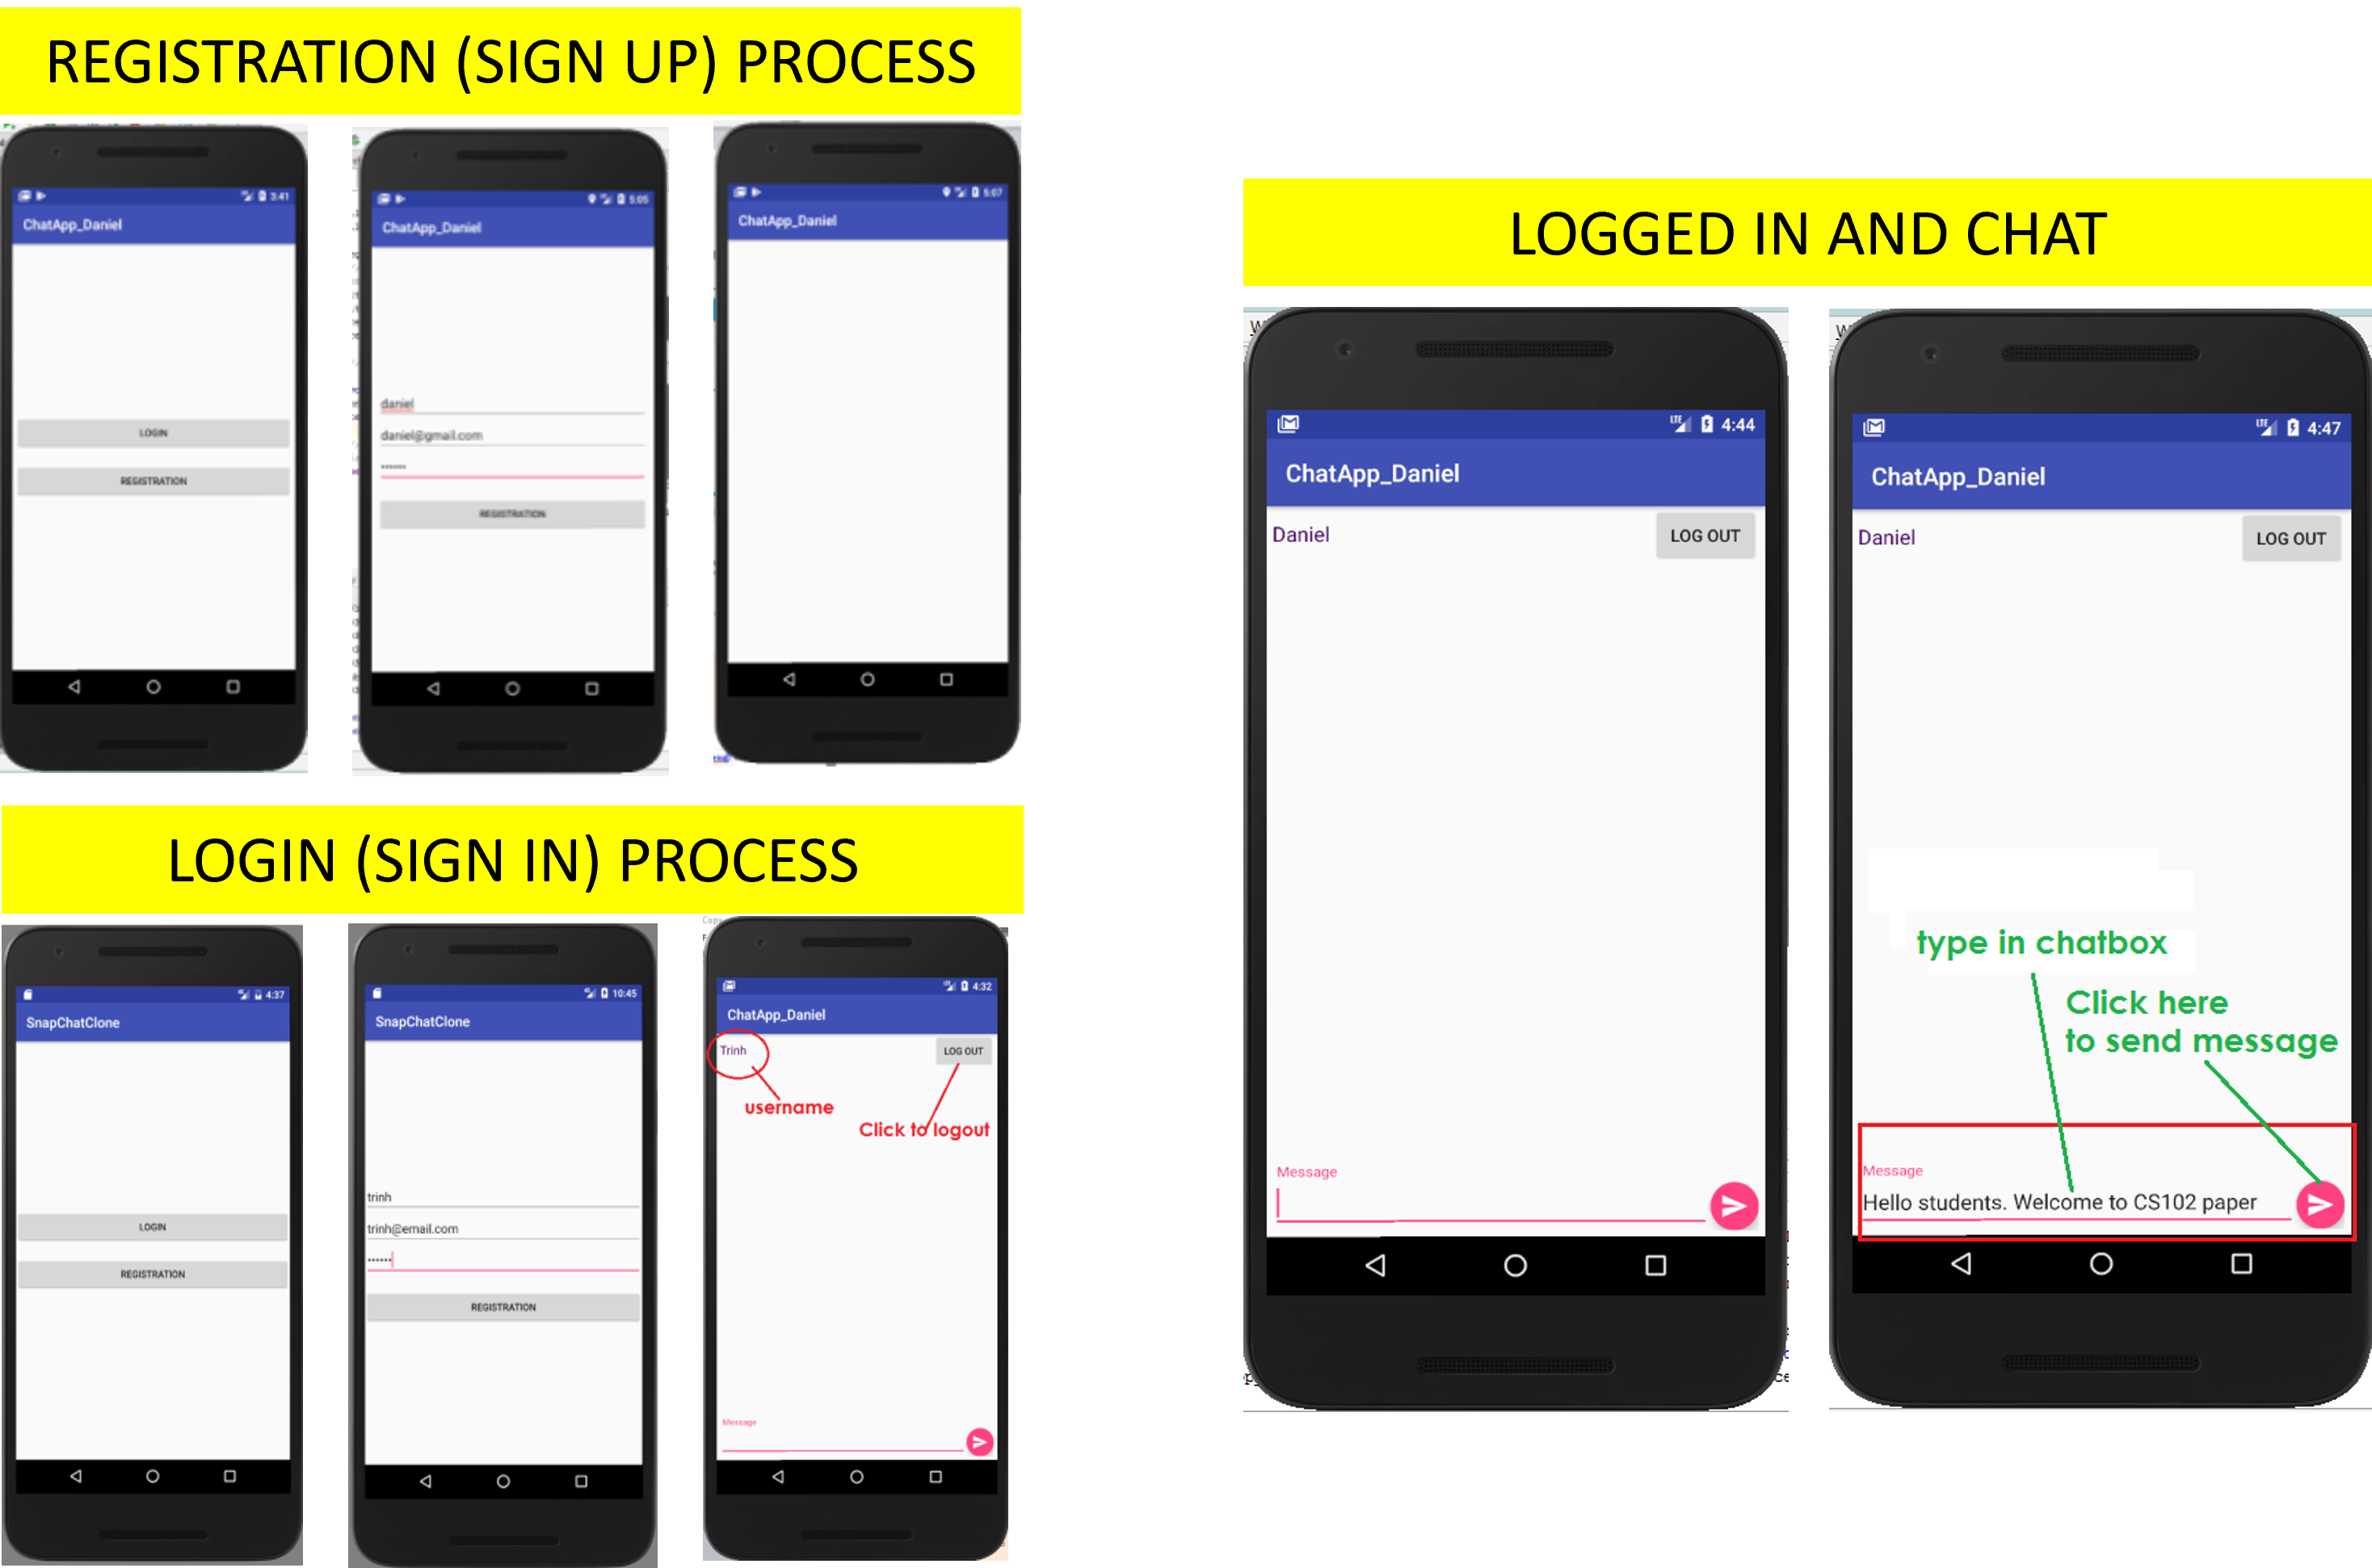 REGISTRATION (SIGN UP) PROCESS
3:41
ChatApp_Daniel
LOGIN
REGISTRATION
5:05
ChatApp_Daniel
daniel
daniel@gmail.com
REGISTRATION
5:07
ChatApp_Daniel
LOGIN (SIGN IN) PROCESS
4:37
SnapChatClone
LOGIN
REGISTRATION
10:45
SnapChatClone
trinh
trinh@email.com
REGISTRATION
Copy
4:32
ChatApp_Daniel
Trinh
LOG OUT
username
Click to logout
Message
LOGGED IN AND CHAT
LTE 4:44
ChatApp_Daniel
Daniel
LOG OUT
Message
LTE 4:47
ChatApp_Daniel
Daniel
LOG OUT
type in chatbox
Click here
to send message
Message
Hello students. Welcome to CS102 paper